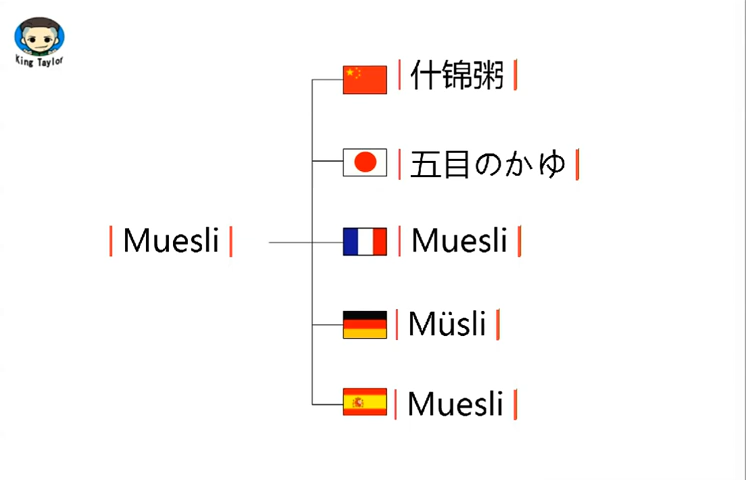 King Taylor
什锦粥
五目のかゆ
Muesli
Muesli
Müsli
Muesli